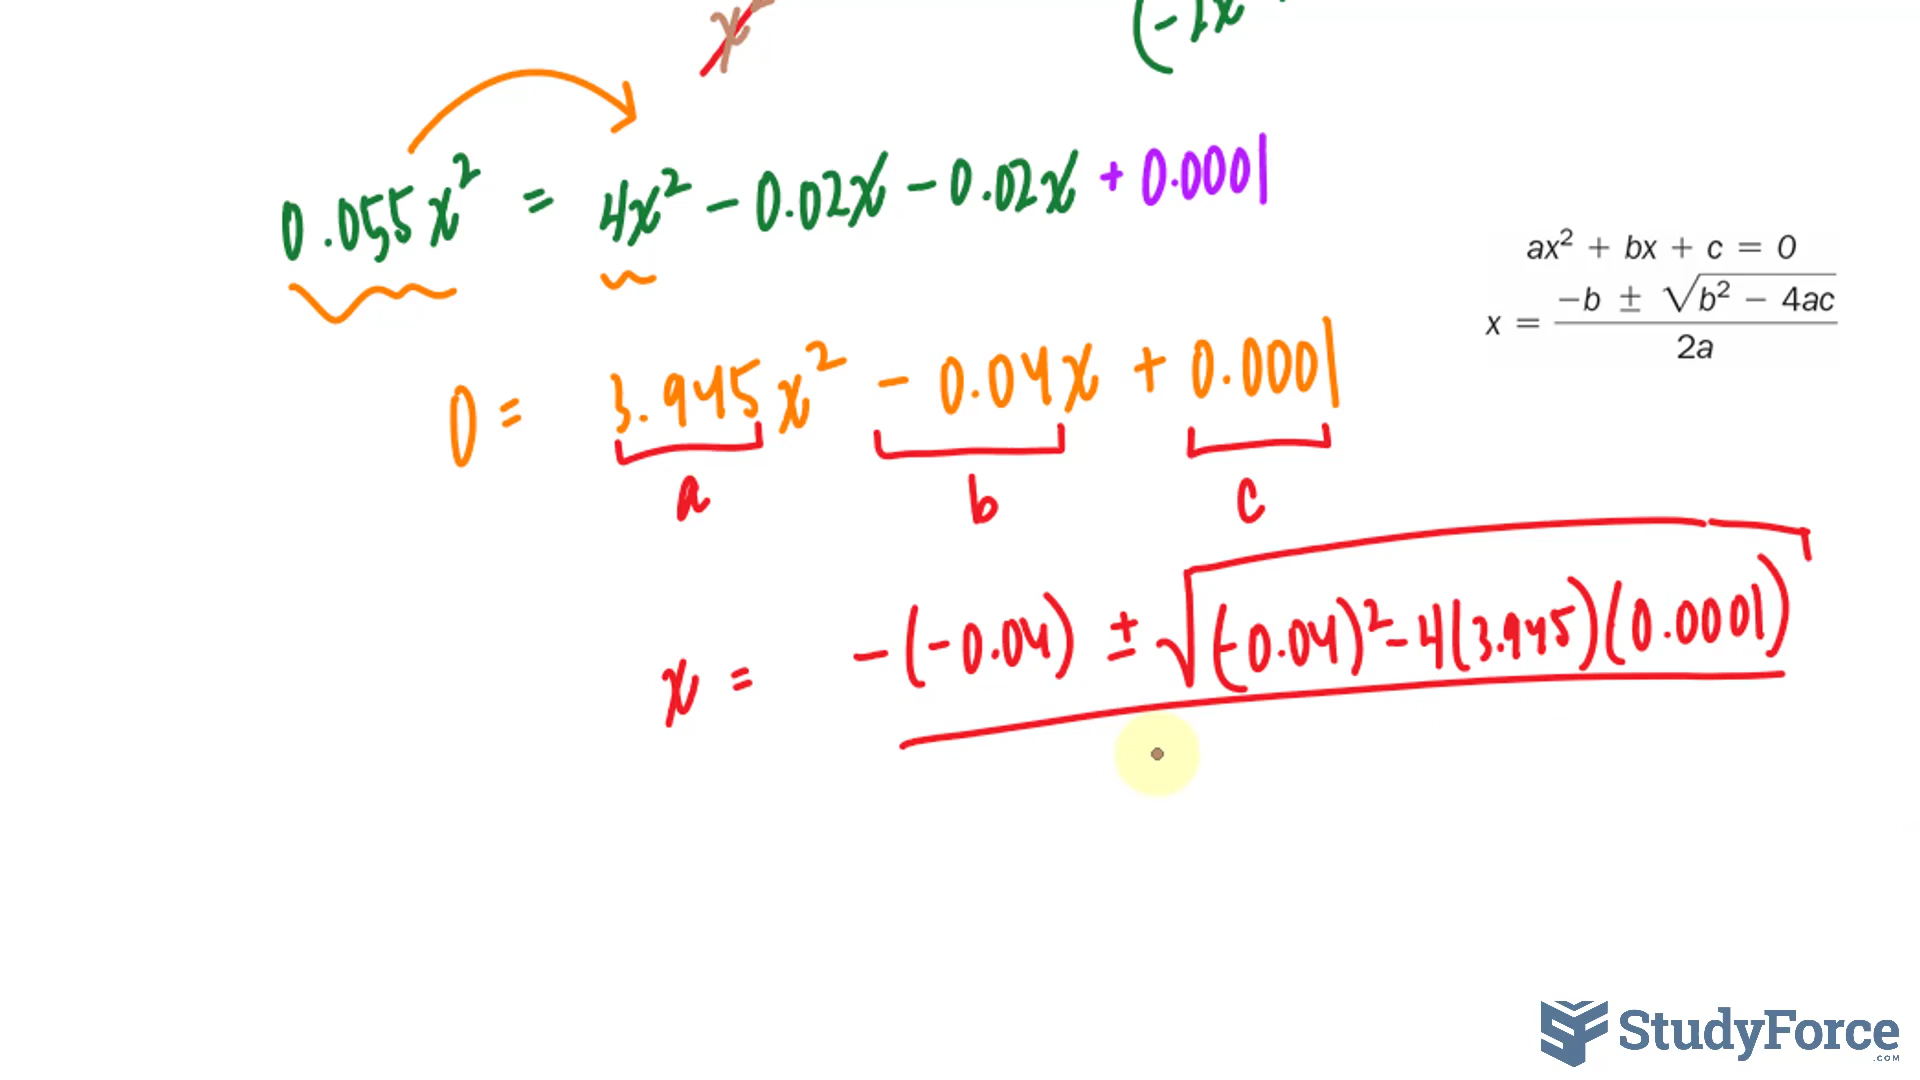 x
(-2x
0.055x² = 4x² - 0.02x - 0.02x + 0.0001
ax² + bx + c = 0
x = (-b ± √(b² - 4ac)) / 2a
0 = 3.945x² - 0.04x + 0.0001
a b c
x = -(-0.04) ± √((-0.04)² - 4(3.945)(0.0001))
StudyForce
.COM